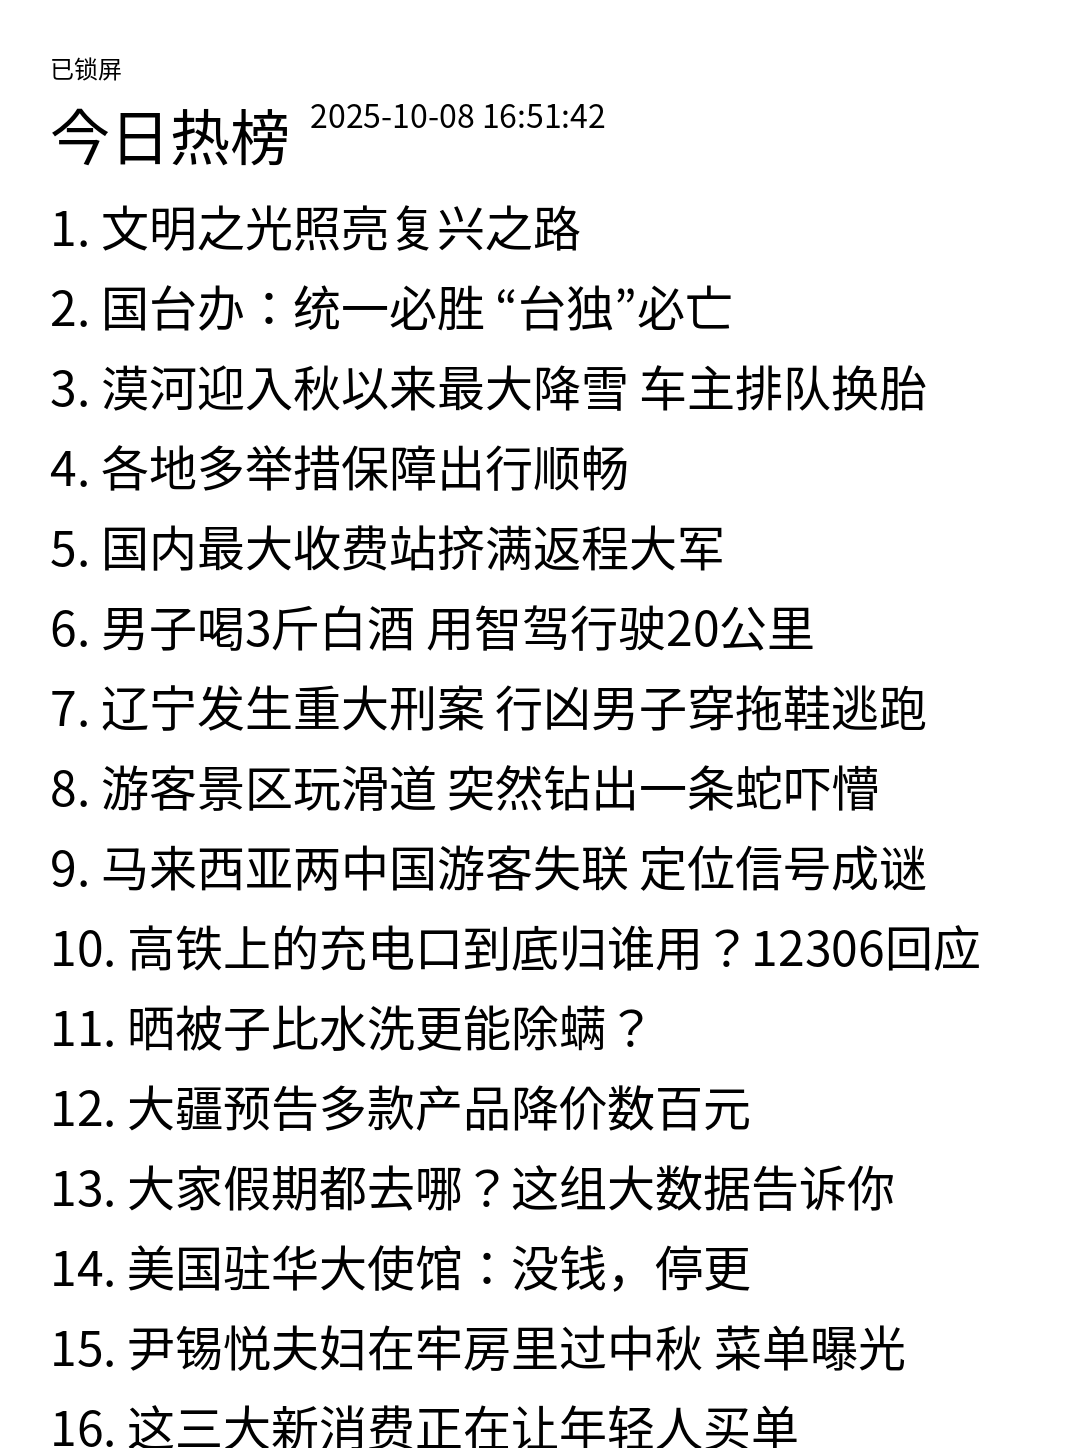 已锁屏
今日热榜 2025-10-08 16:51:42
1. 文明之光照亮复兴之路
2. 国台办：统一必胜 “台独”必亡
3. 漠河迎入秋以来最大降雪 车主排队换胎
4. 各地多举措保障出行顺畅
5. 国内最大收费站挤满返程大军
6. 男子喝3斤白酒 用智驾行驶20公里
7. 辽宁发生重大刑案 行凶男子穿拖鞋逃跑
8. 游客景区玩滑道 突然钻出一条蛇吓懵
9. 马来西亚两中国游客失联 定位信号成谜
10. 高铁上的充电口到底归谁用？12306回应
11. 晒被子比水洗更能除螨？
12. 大疆预告多款产品降价数百元
13. 大家假期都去哪？这组大数据告诉你
14. 美国驻华大使馆：没钱，停更
15. 尹锡悦夫妇在牢房里过中秋 菜单曝光
16. 这三大新消费正在让年轻人买单